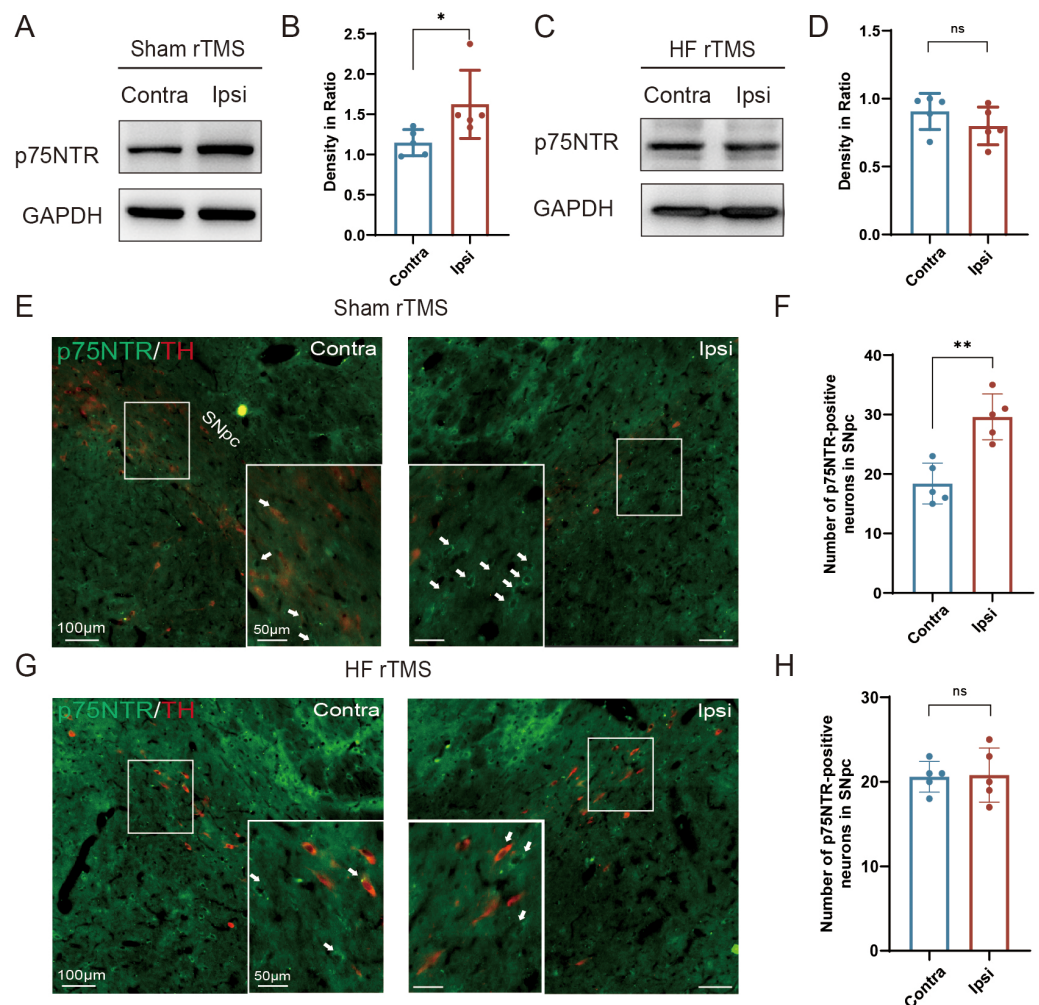 A
Sham rTMS
Contra Ipsi
p75NTR
GAPDH
B
Density in Ratio
2.5
2.0
1.5
1.0
0.5
0.0
*
Contra
Ipsi
C
HF rTMS
Contra Ipsi
p75NTR
GAPDH
D
Density in Ratio
1.5
1.0
0.5
0.0
ns
Contra
Ipsi
E
Sham rTMS
p75NTR/TH
Contra
SNpc
100μm
50μm
Ipsi
F
Number of p75NTR-positive
neurons in SNpc
40
30
20
10
0
**
Contra
Ipsi
G
HF rTMS
p75NTR/TH
Contra
100μm
50μm
Ipsi
H
Number of p75NTR-positive
neurons in SNpc
30
20
10
0
ns
Contra
Ipsi